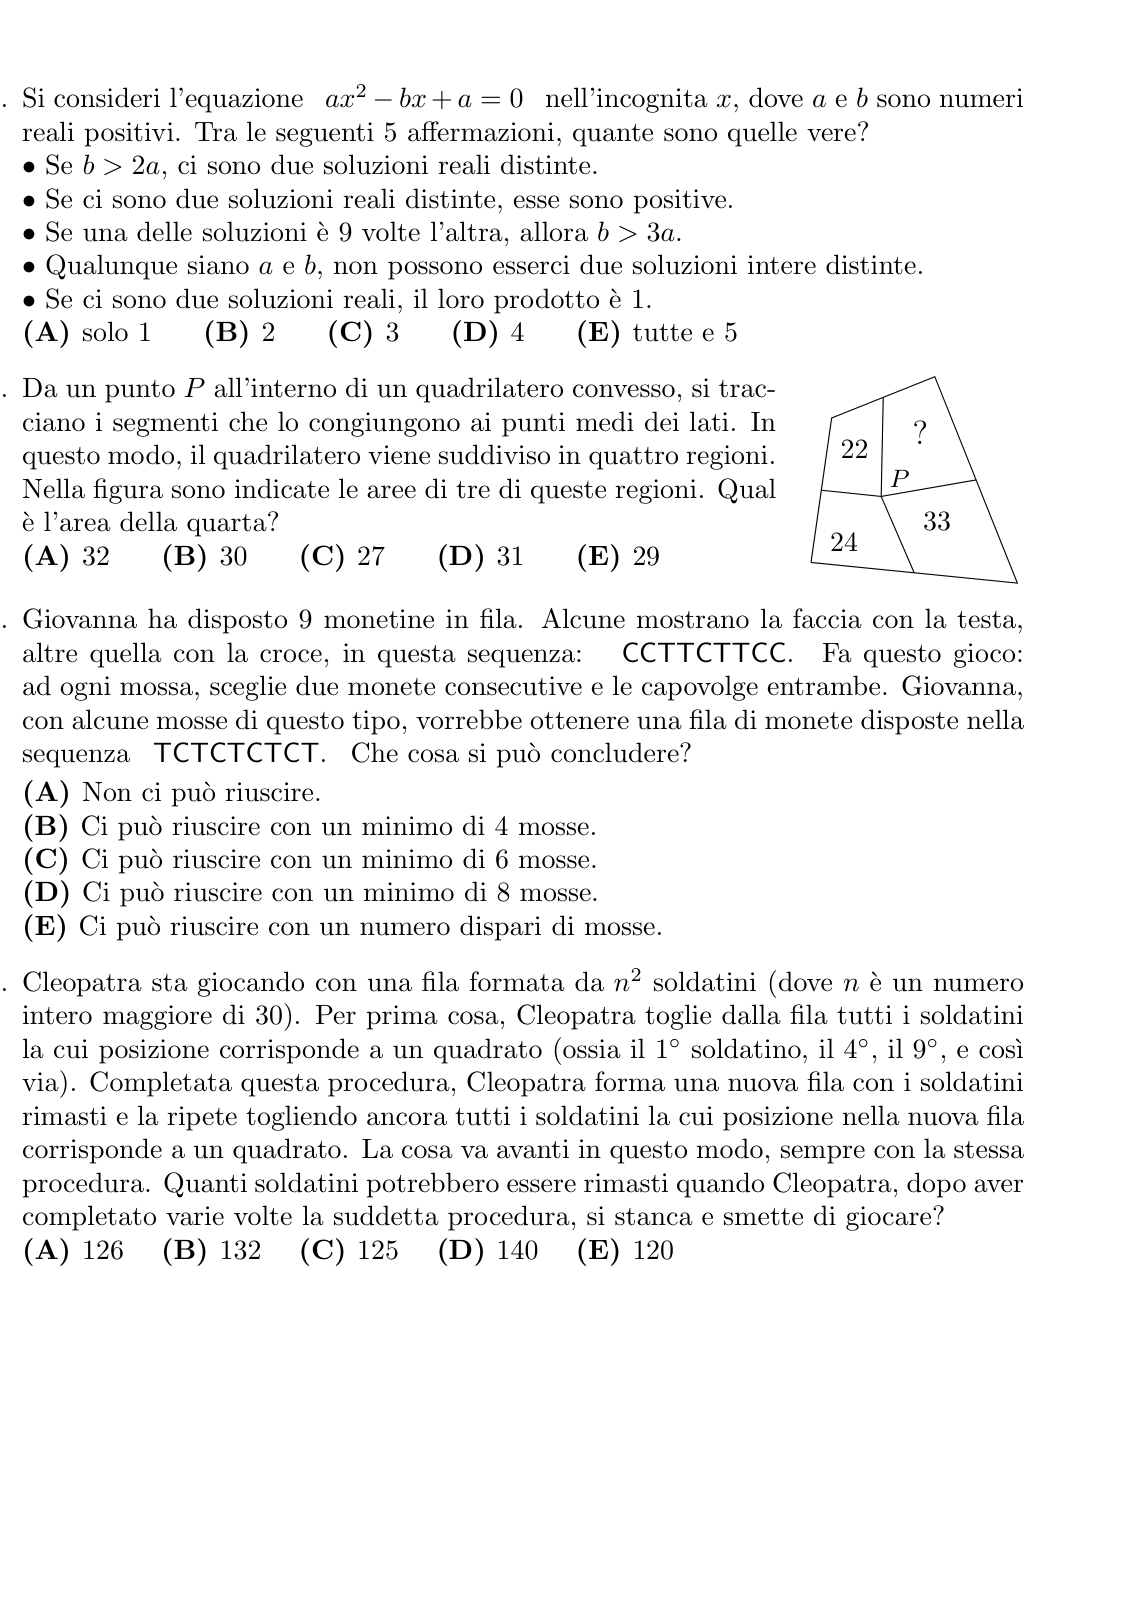 . Si consideri l'equazione ax² − bx + a = 0 nell'incognita x, dove a e b sono numeri
reali positivi. Tra le seguenti 5 affermazioni, quante sono quelle vere?
• Se b > 2a, ci sono due soluzioni reali distinte.
• Se ci sono due soluzioni reali distinte, esse sono positive.
• Se una delle soluzioni è 9 volte l'altra, allora b > 3a.
• Qualunque siano a e b, non possono esserci due soluzioni intere distinte.
• Se ci sono due soluzioni reali, il loro prodotto è 1.
(A) solo 1 (B) 2 (C) 3 (D) 4 (E) tutte e 5
. Da un punto P all'interno di un quadrilatero convesso, si trac-
ciano i segmenti che lo congiungono ai punti medi dei lati. In
questo modo, il quadrilatero viene suddiviso in quattro regioni.
Nella figura sono indicate le aree di tre di queste regioni. Qual
è l'area della quarta?
(A) 32 (B) 30 (C) 27 (D) 31 (E) 29
?
22
P
33
24
. Giovanna ha disposto 9 monetine in fila. Alcune mostrano la faccia con la testa,
altre quella con la croce, in questa sequenza: CCTTCTTCC. Fa questo gioco:
ad ogni mossa, sceglie due monete consecutive e le capovolge entrambe. Giovanna,
con alcune mosse di questo tipo, vorrebbe ottenere una fila di monete disposte nella
sequenza TCTCTCTCT. Che cosa si può concludere?
(A) Non ci può riuscire.
(B) Ci può riuscire con un minimo di 4 mosse.
(C) Ci può riuscire con un minimo di 6 mosse.
(D) Ci può riuscire con un minimo di 8 mosse.
(E) Ci può riuscire con un numero dispari di mosse.
. Cleopatra sta giocando con una fila formata da n² soldatini (dove n è un numero
intero maggiore di 30). Per prima cosa, Cleopatra toglie dalla fila tutti i soldatini
la cui posizione corrisponde a un quadrato (ossia il 1° soldatino, il 4°, il 9°, e così
via). Completata questa procedura, Cleopatra forma una nuova fila con i soldatini
rimasti e la ripete togliendo ancora tutti i soldatini la cui posizione nella nuova fila
corrisponde a un quadrato. La cosa va avanti in questo modo, sempre con la stessa
procedura. Quanti soldatini potrebbero essere rimasti quando Cleopatra, dopo aver
completato varie volte la suddetta procedura, si stanca e smette di giocare?
(A) 126 (B) 132 (C) 125 (D) 140 (E) 120